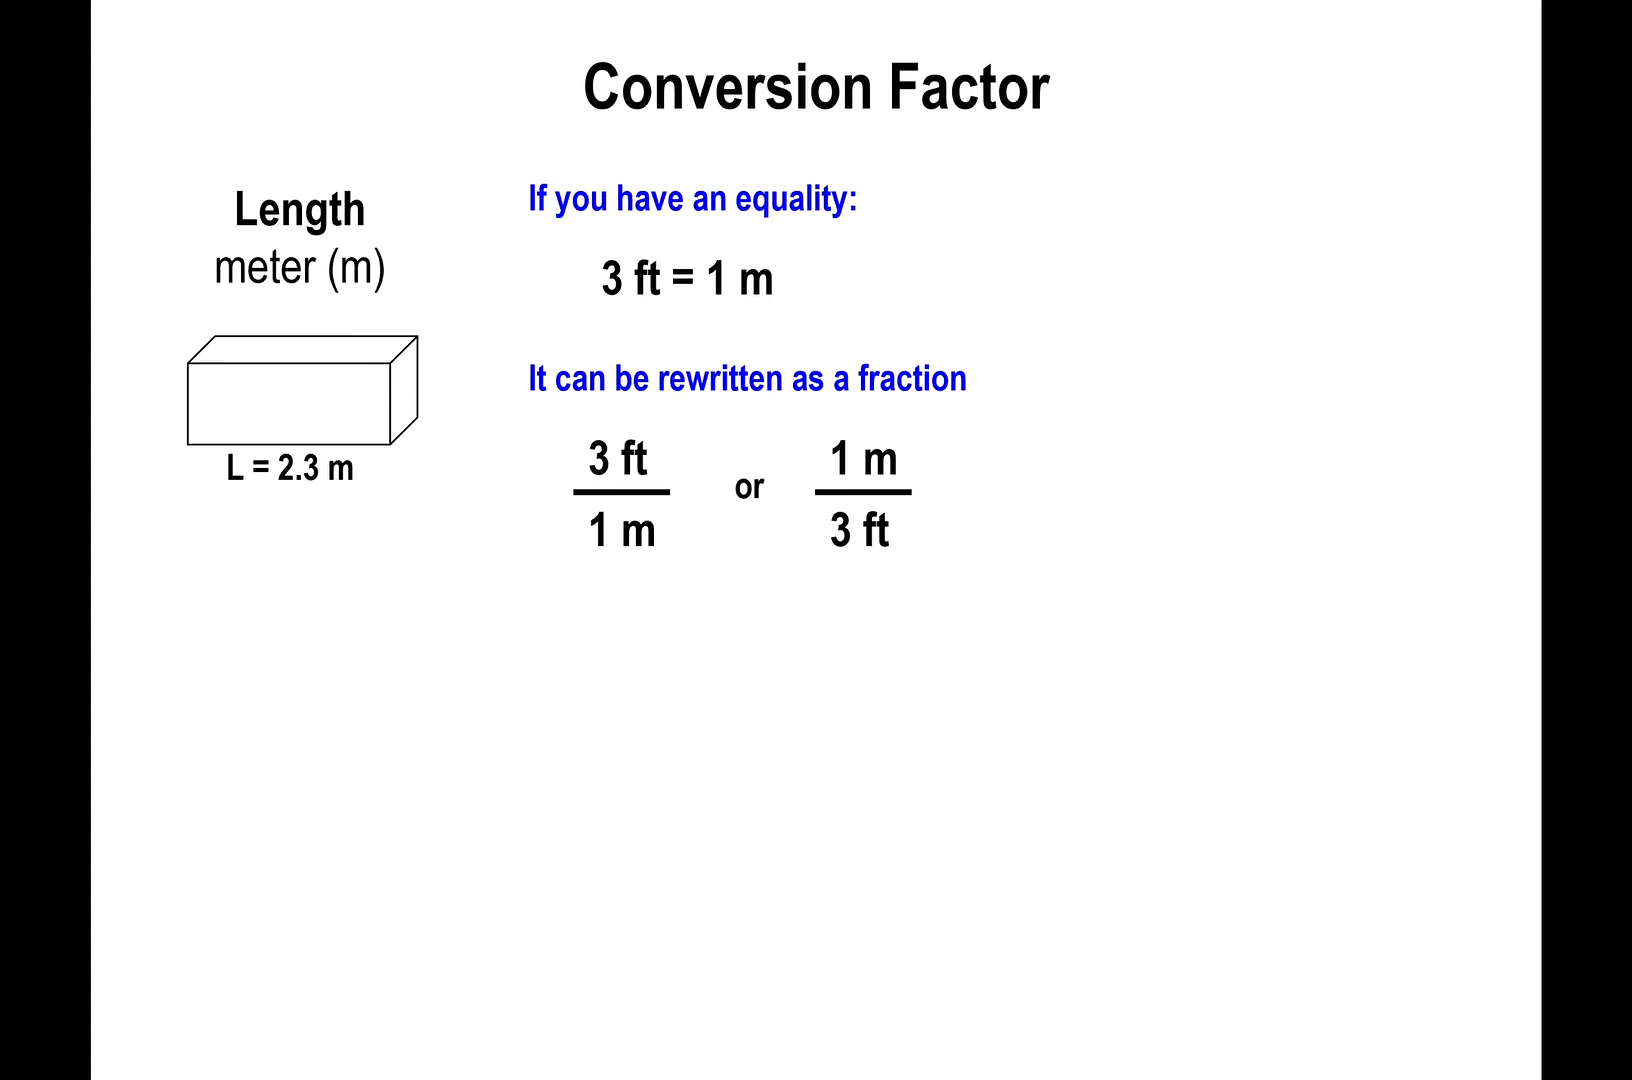 Conversion Factor
Length
meter (m)
L = 2.3 m
If you have an equality:
3 ft = 1 m
It can be rewritten as a fraction
3 ft
1 m
or
1 m
3 ft